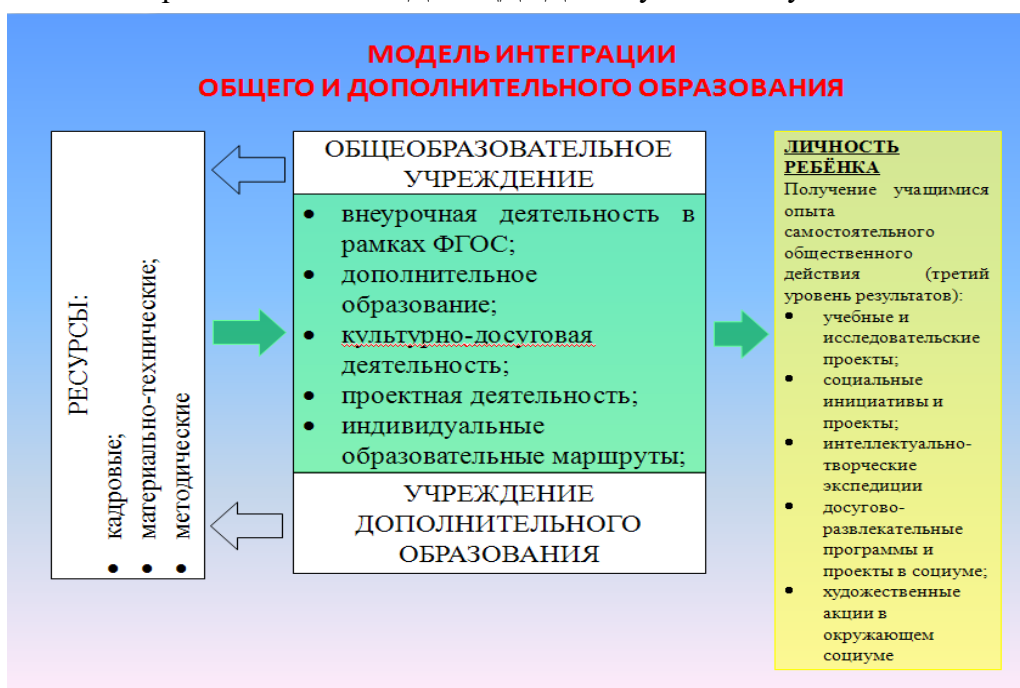 МОДЕЛЬ ИНТЕГРАЦИИ
ОБЩЕГО И ДОПОЛНИТЕЛЬНОГО ОБРАЗОВАНИЯ
РЕСУРСЫ:
• кадровые;
• материально-технические;
• методические
ОБЩЕОБРАЗОВАТЕЛЬНОЕ
УЧРЕЖДЕНИЕ
• внеурочная деятельность в
рамках ФГОС;
• дополнительное
образование;
• культурно-досуговая
деятельность;
• проектная деятельность;
• индивидуальные
образовательные маршруты;
УЧРЕЖДЕНИЕ
ДОПОЛНИТЕЛЬНОГО
ОБРАЗОВАНИЯ
ЛИЧНОСТЬ
РЕБЁНКА
Получение учащимися
опыта
самостоятельного
общественного
действия (третий
уровень результатов):
• учебные и
исследовательские
проекты;
• социальные
инициативы и
проекты;
• интеллектуально-
творческие
экспедиции
• досугово-
развлекательные
программы и
проекты в социуме;
• художественные
акции в
окружающем
социуме